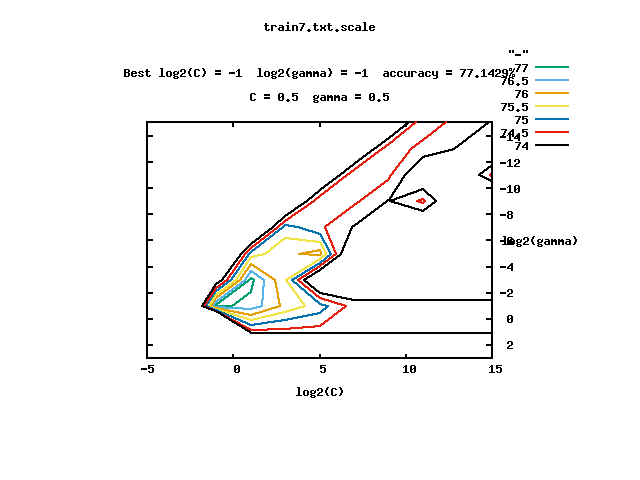 train7.txt.scale
"-"
Best log2(C) = -1  log2(gamma) = -1  accuracy = 77.1429%
77
76.5
C = 0.5  gamma = 0.5
76
75.5
75
74.5
74
-14
-12
-10
-8
-6
log2(gamma)
-4
-2
0
2
-5 0 5 10 15
log2(C)